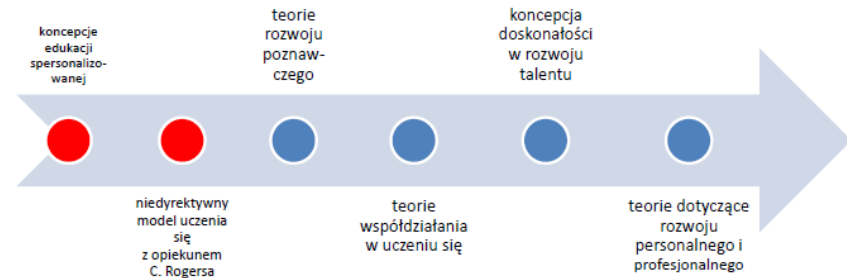 koncepcje
edukacji
spersonalizo-
wanej
niedyrektywny
model uczenia
się
z opiekunem
C. Rogersa
teorie
rozwoju
poznaw-
czego
teorie
współdziałania
w uczeniu się
koncepcja
doskonałości
w rozwoju
talentu
teorie dotyczące
rozwoju
personalnego i
profesjonalnego